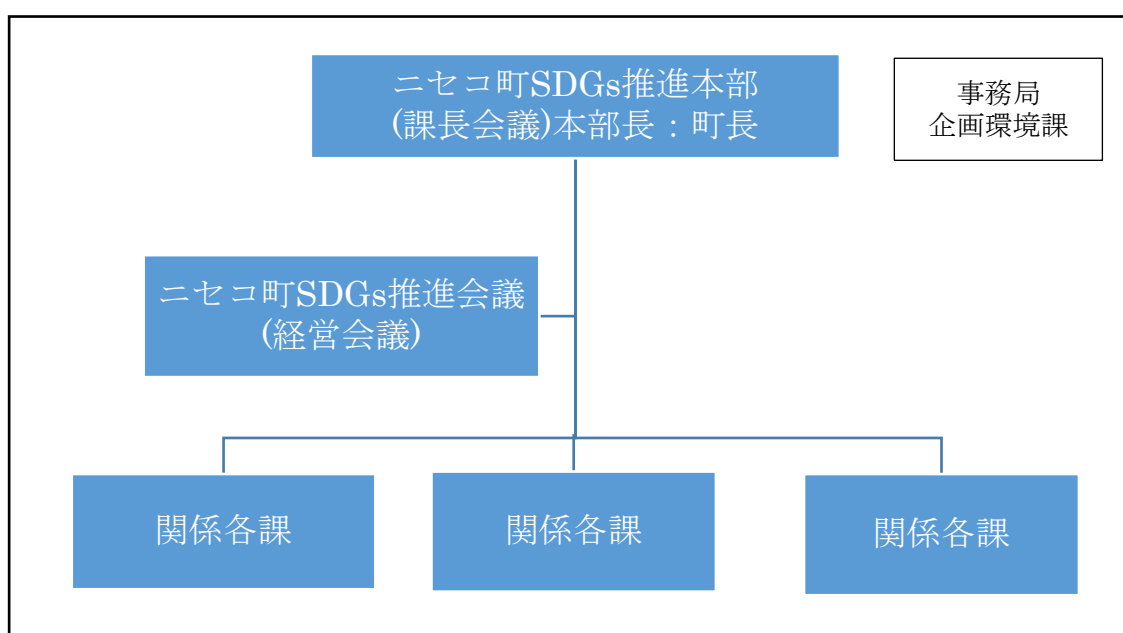 ニセコ町SDGs推進本部
(課長会議)本部長：町長
事務局
企画環境課
ニセコ町SDGs推進会議
(経営会議)
関係各課
関係各課
関係各課